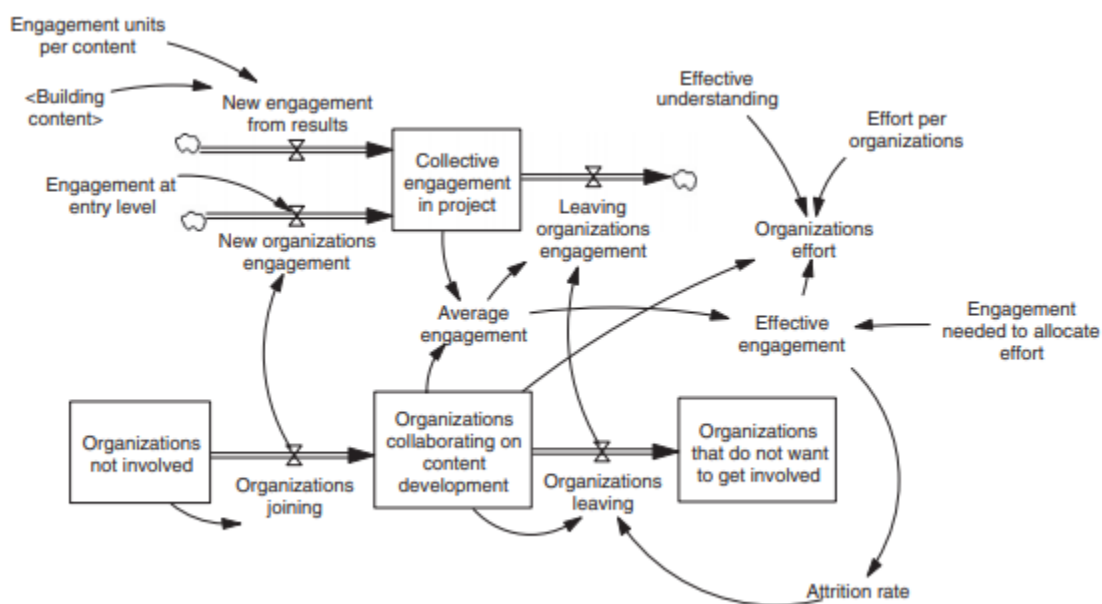 Engagement units
per content
<Building
content>
New engagement
from results
Effective
understanding
Effort per
organizations
Collective
engagement
in project
Engagement at
entry level
New organizations
engagement
Leaving
organizations
engagement
Organizations
effort
Average
engagement
Effective
engagement
Engagement
needed to allocate
effort
Organizations
not involved
Organizations
joining
Organizations
collaborating on
content
development
Organizations
leaving
Organizations
that do not want
to get involved
Attrition rate